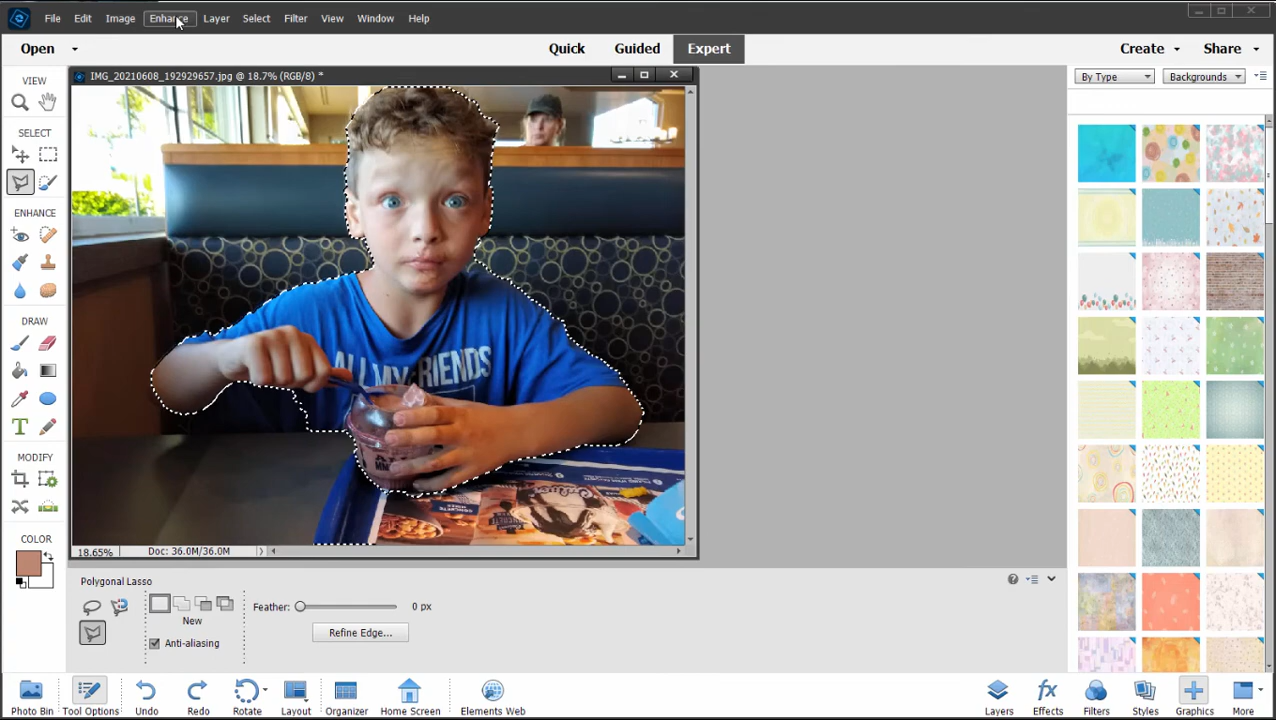 File Edit Image Enhance Layer Select Filter View Window Help
Open Quick Guided Expert Create Share
VIEW
IMG_20210608_192929657.jpg @ 18.7% (RGB/8) *
By Type Backgrounds
SELECT
ENHANCE
DRAW
ALL MY FRIENDS
MODIFY
COLOR
18.65% Doc: 36.0M/36.0M
Polygonal Lasso
Feather: 0 px
New
Refine Edge...
Anti-aliasing
Photo Bin Tool Options Undo Redo Rotate Layout Organizer Home Screen Elements Web Layers Effects Filters Styles Graphics More